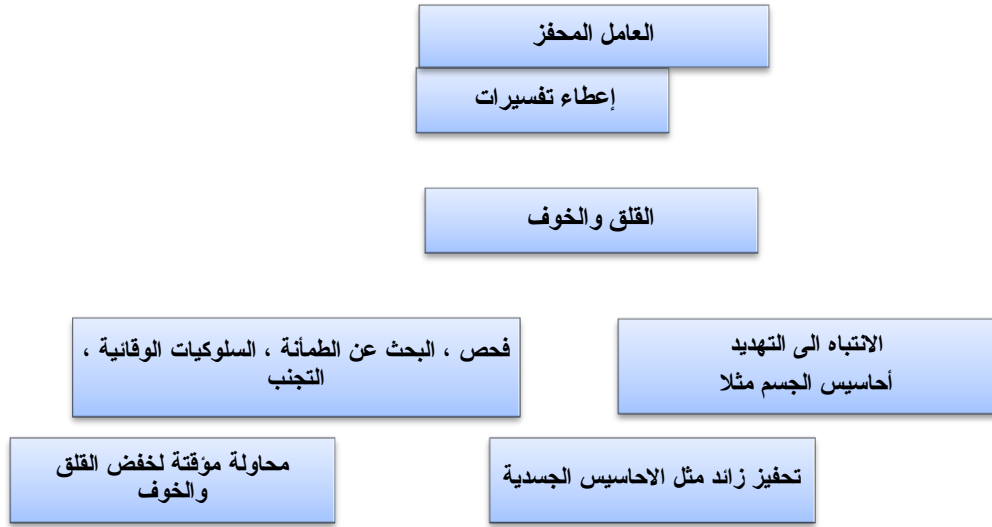 العامل المحفز
إعطاء تفسيرات
القلق والخوف
الانتباه الى التهديد
أحاسيس الجسم مثلا
فحص ، البحث عن الطمأنة ، السلوكيات الوقائية ،
التجنب
تحفيز زائد مثل الاحاسيس الجسدية
محاولة مؤقتة لخفض القلق
والخوف